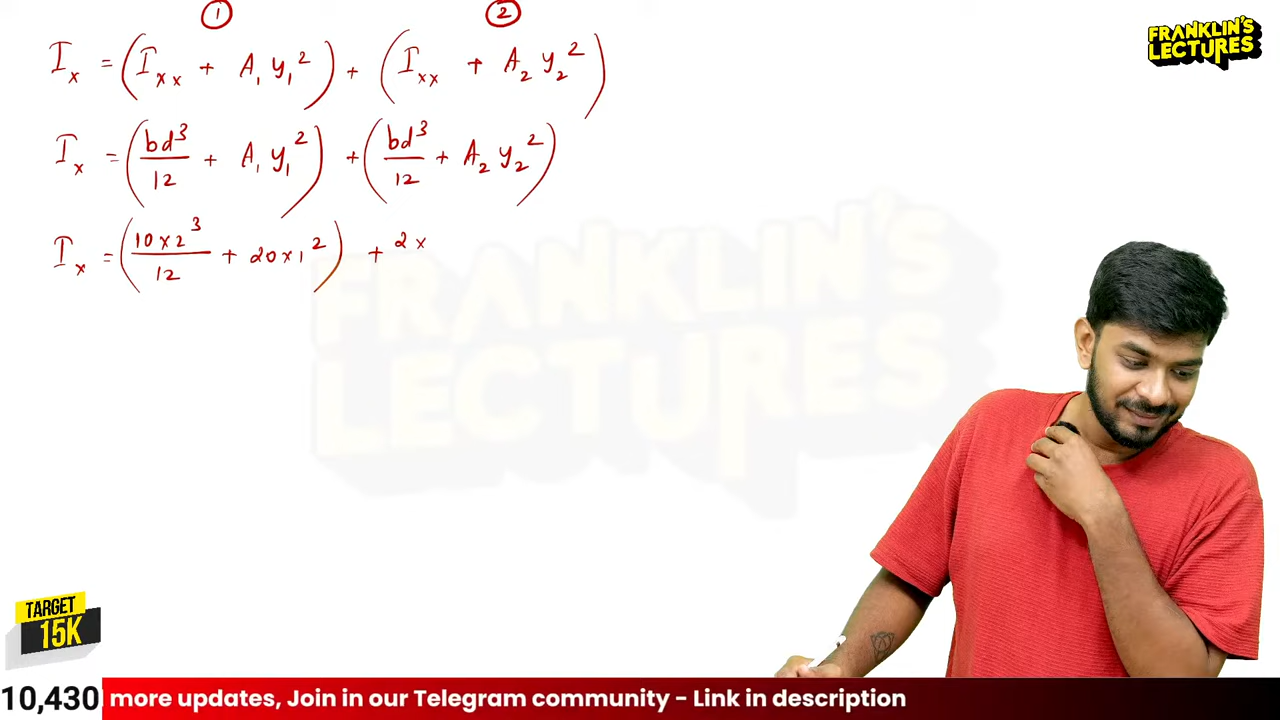 ① ②
Iₓ = (Iₓₓ + A₁ y₁²) + (Iₓₓ + A₂ y₂²)
Iₓ = (bd³/12 + A₁ y₁²) + (bd³/12 + A₂ y₂²)
Iₓ = (10 × 2³/12 + 20 × 1²) + 2 ×
FRANKLIN'S
LECTURES
FRANKLIN'S
LECTURES
TARGET
15K
10,430 more updates, Join in our Telegram community - Link in description